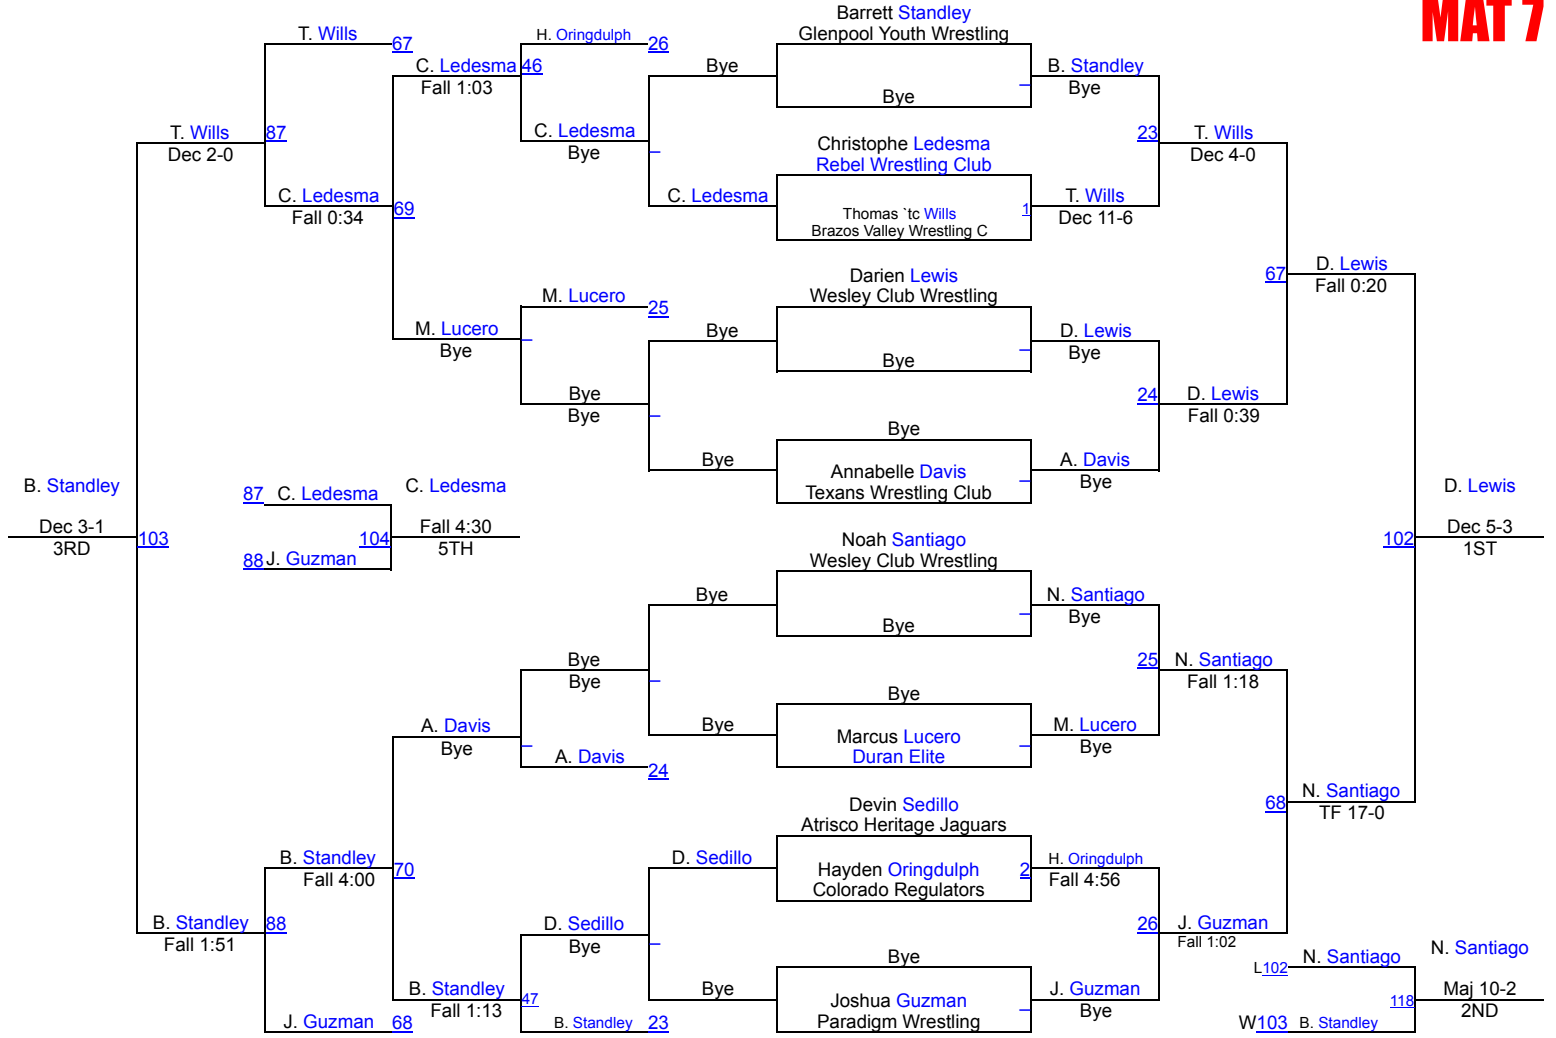 MAT 7
Barrett Standley
Glenpool Youth Wrestling
Bye
Christophe Ledesma
Rebel Wrestling Club
Thomas `tc Wills
Brazos Valley Wrestling C
1
Darien Lewis
Wesley Club Wrestling
Bye
Bye
Annabelle Davis
Texans Wrestling Club
Noah Santiago
Wesley Club Wrestling
Bye
Bye
Marcus Lucero
Duran Elite
Devin Sedillo
Atrisco Heritage Jaguars
Hayden Oringdulph
Colorado Regulators
2
Bye
Joshua Guzman
Paradigm Wrestling
B. Standley
Bye
T. Wills
Dec 11-6
D. Lewis
Bye
A. Davis
Bye
N. Santiago
Bye
M. Lucero
Bye
H. Oringdulph
Fall 4:56
J. Guzman
Bye
23
T. Wills
Dec 4-0
24
D. Lewis
Fall 0:39
25
N. Santiago
Fall 1:18
26
J. Guzman
Fall 1:02
67
D. Lewis
Fall 0:20
68
N. Santiago
TF 17-0
D. Lewis
102
Dec 5-3
1ST
L102
N. Santiago
W103
B. Standley
118
N. Santiago
Maj 10-2
2ND
Bye
C. Ledesma
Bye
Bye
Bye
Bye
D. Sedillo
Bye
H. Oringdulph
26
C. Ledesma
Bye
M. Lucero
25
Bye
Bye
Bye
Bye
A. Davis
24
D. Sedillo
Bye
B. Standley
23
C. Ledesma
46
Fall 1:03
M. Lucero
Bye
A. Davis
Bye
B. Standley
47
Fall 1:13
T. Wills
67
C. Ledesma
69
Fall 0:34
B. Standley
70
Fall 4:00
J. Guzman
68
T. Wills
87
Dec 2-0
B. Standley
88
Fall 1:51
B. Standley
Dec 3-1
103
3RD
87
C. Ledesma
88
J. Guzman
104
C. Ledesma
Fall 4:30
5TH